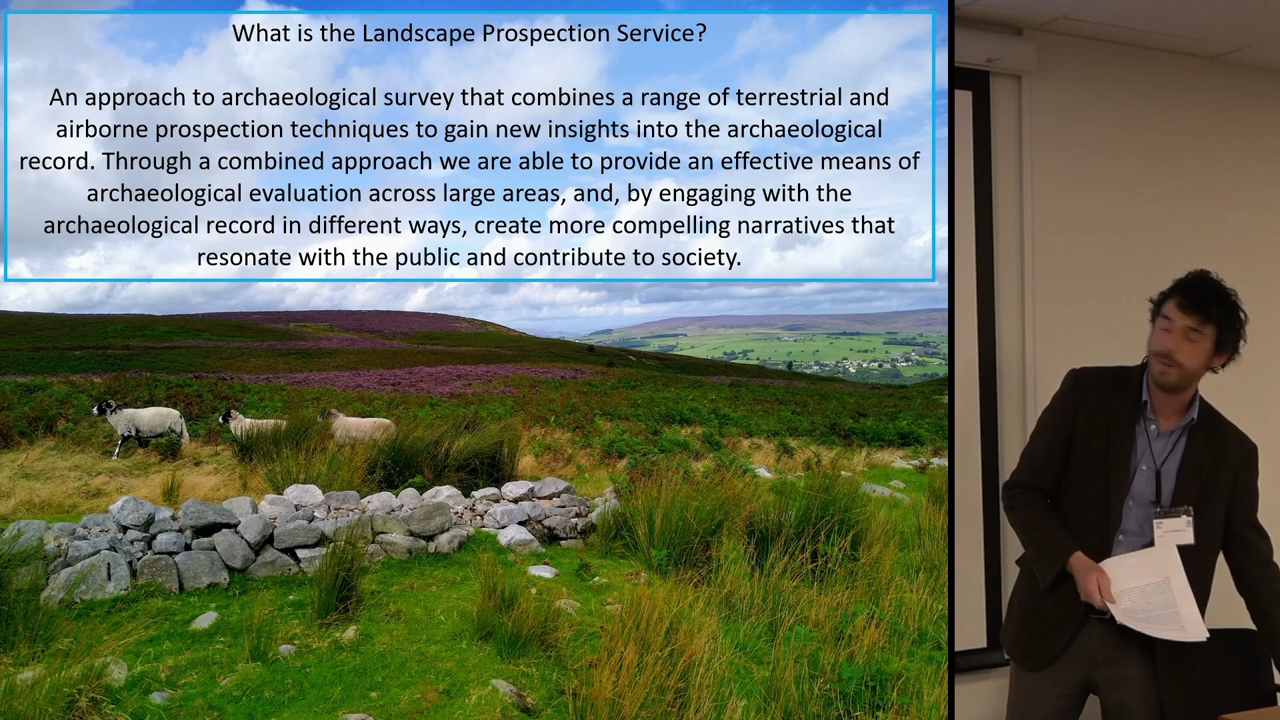 What is the Landscape Prospection Service?
An approach to archaeological survey that combines a range of terrestrial and
airborne prospection techniques to gain new insights into the archaeological
record. Through a combined approach we are able to provide an effective means of
archaeological evaluation across large areas, and, by engaging with the
archaeological record in different ways, create more compelling narratives that
resonate with the public and contribute to society.